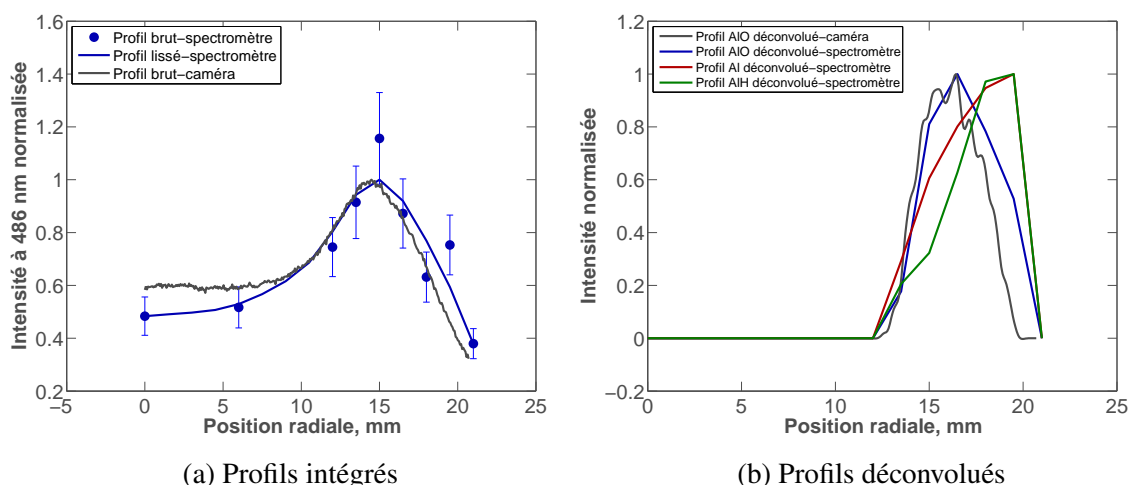 1.6
1.4
1.2
1
0.8
0.6
0.4
0.2
−5
0
5
10
15
20
25
Intensité à 486 nm normalisée
Position radiale, mm
Profil brut−spectromètre
Profil lissé−spectromètre
Profil brut−caméra
(a) Profils intégrés
1.2
1
0.8
0.6
0.4
0.2
0
−0.2
0
5
10
15
20
25
Intensité normalisée
Position radiale, mm
Profil AlO déconvolué−caméra
Profil AlO déconvolué−spectromètre
Profil Al déconvolué−spectromètre
Profil AlH déconvolué−spectromètre
(b) Profils déconvolués